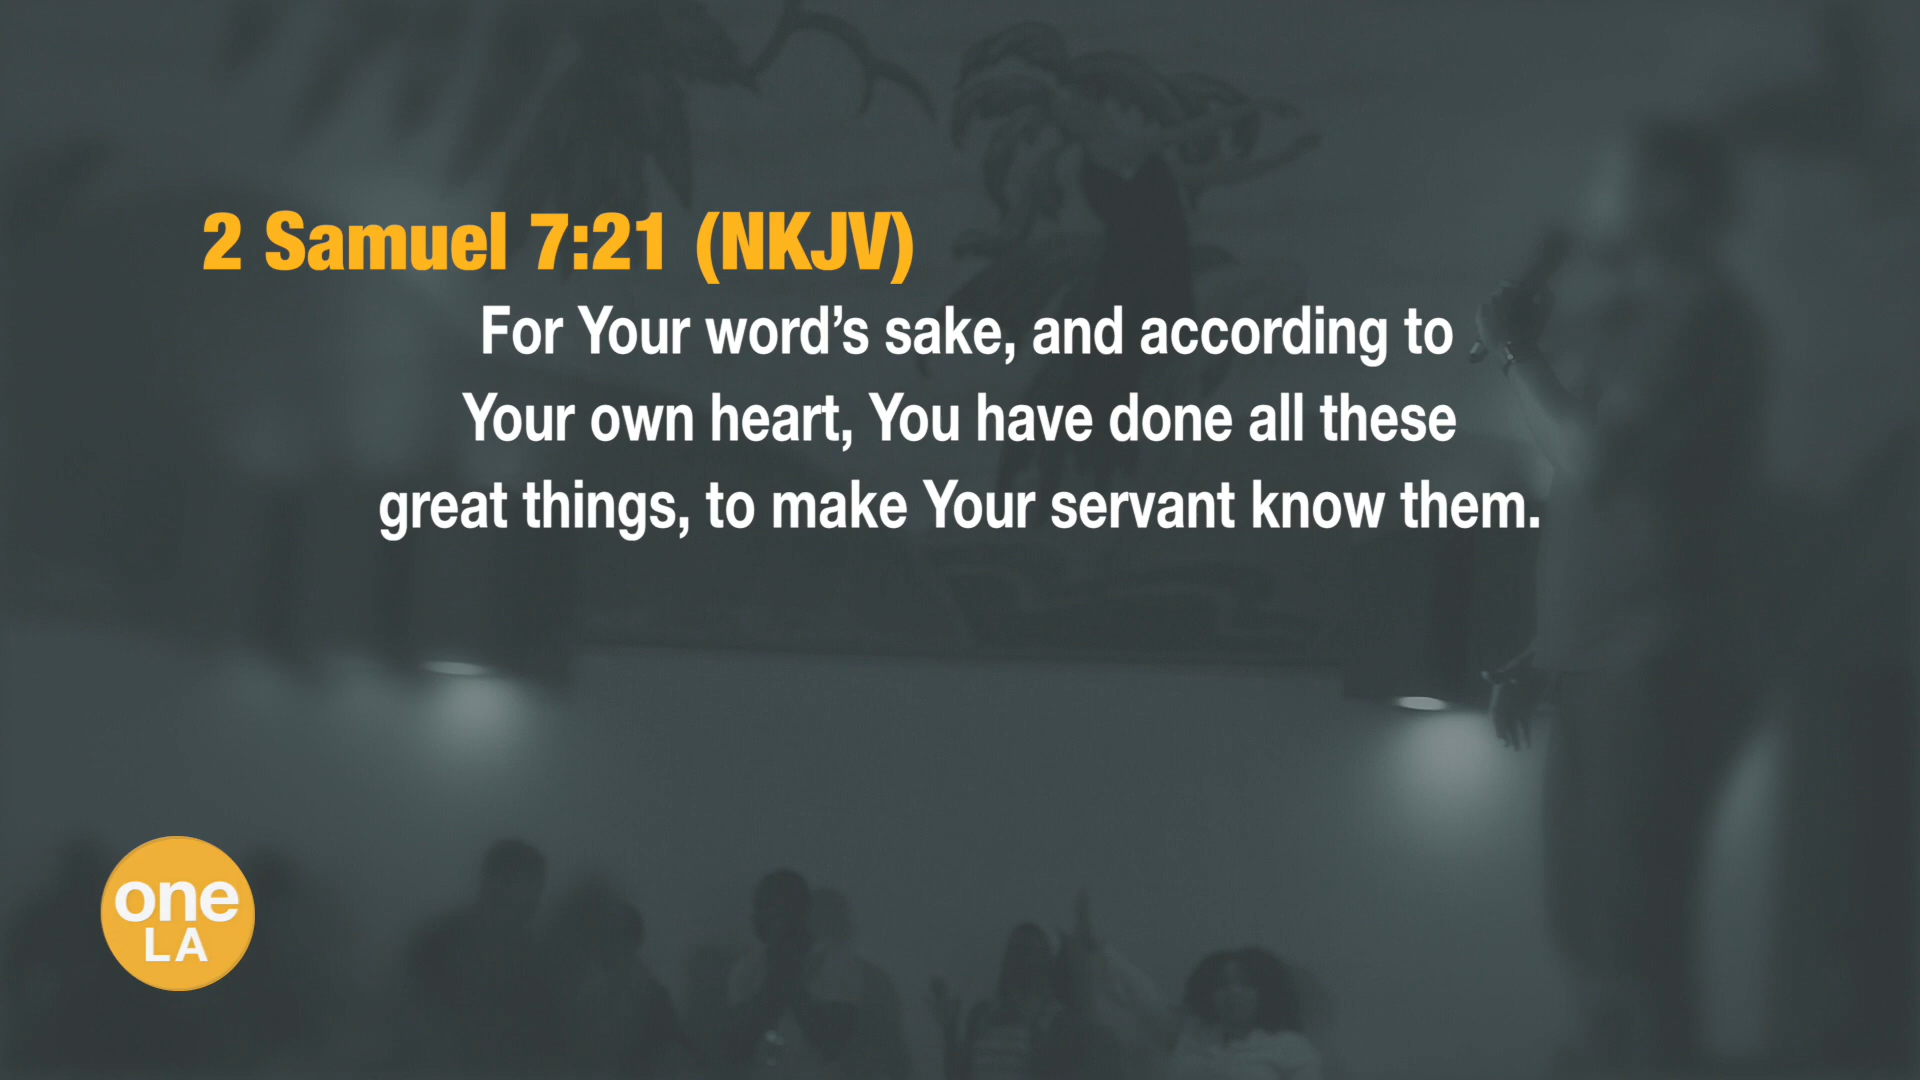 2 Samuel 7:21 (NKJV)
For Your word’s sake, and according to
Your own heart, You have done all these
great things, to make Your servant know them.
one
LA